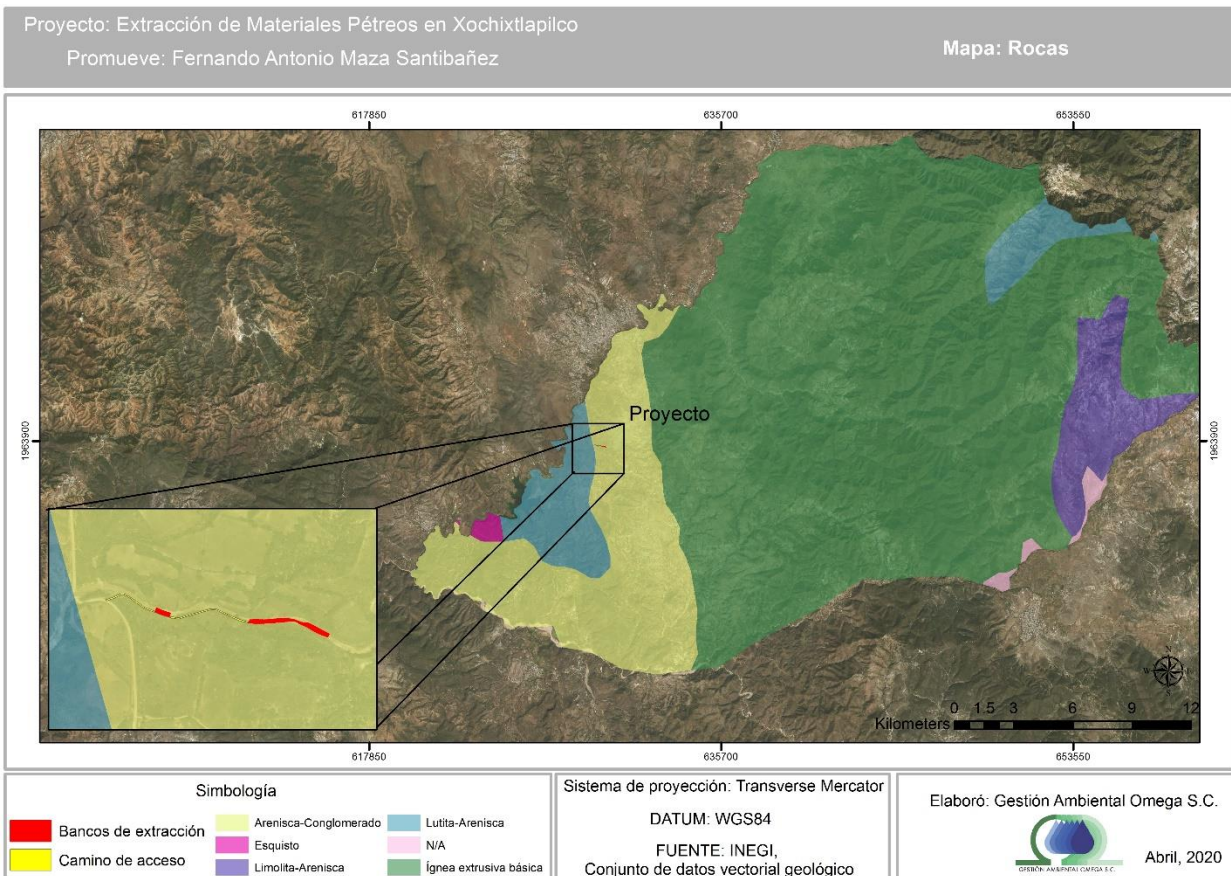 Proyecto: Extracción de Materiales Pétreos en Xochixtlapilco
Promueve: Fernando Antonio Maza Santibañez
Mapa: Rocas
617850
635700
653550
1963900
1963900
Proyecto
N
W
E
S
Kilometers
0 1.5 3 6 9 12
617850
635700
653550
Simbología
Bancos de extracción
Camino de acceso
Arenisca-Conglomerado
Esquisto
Limolita-Arenisca
Lutita-Arenisca
N/A
Ígnea extrusiva básica
Sistema de proyección: Transverse Mercator
DATUM: WGS84
FUENTE: INEGI,
Conjunto de datos vectorial geológico
Elaboró: Gestión Ambiental Omega S.C.
GESTIÓN AMBIENTAL OMEGA S.C.
Abril, 2020